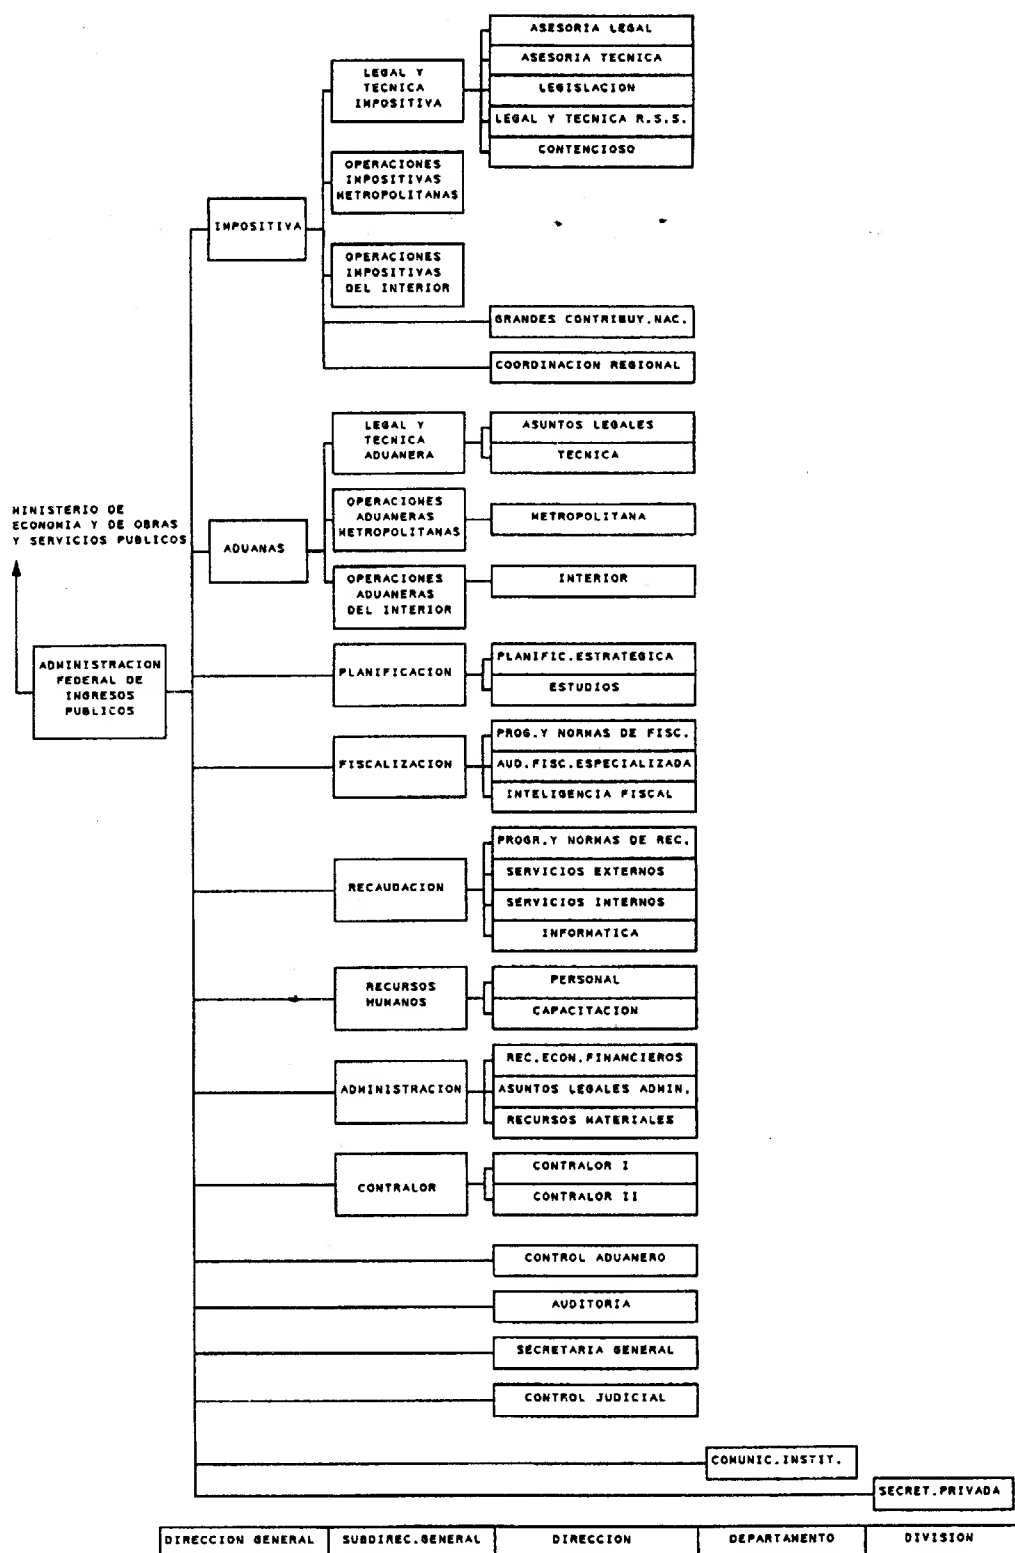 ASESORIA LEGAL
ASESORIA TECNICA
LEGISLACION
LEGAL Y TECNICA R.S.S.
CONTENCIOSO
LEGAL Y
TECNICA
IMPOSITIVA
OPERACIONES
IMPOSITIVAS
METROPOLITANAS
IMPOSITIVA
OPERACIONES
IMPOSITIVAS
DEL INTERIOR
GRANDES CONTRIBUY.NAC.
COORDINACION REGIONAL
LEGAL Y
TECNICA
ADUANERA
ASUNTOS LEGALES
TECNICA
MINISTERIO DE
ECONOMIA Y DE OBRAS
Y SERVICIOS PUBLICOS
ADUANAS
OPERACIONES
ADUANERAS
METROPOLITANAS
METROPOLITANA
OPERACIONES
ADUANERAS
DEL INTERIOR
INTERIOR
ADMINISTRACION
FEDERAL DE
INGRESOS
PUBLICOS
PLANIFICACION
PLANIFIC.ESTRATEGICA
ESTUDIOS
FISCALIZACION
PROG.Y NORMAS DE FISC.
AUD.FISC.ESPECIALIZADA
INTELIGENCIA FISCAL
RECAUDACION
PROGR.Y NORMAS DE REC.
SERVICIOS EXTERNOS
SERVICIOS INTERNOS
INFORMATICA
RECURSOS
HUMANOS
PERSONAL
CAPACITACION
ADMINISTRACION
REC.ECON.FINANCIEROS
ASUNTOS LEGALES ADMIN.
RECURSOS MATERIALES
CONTRALOR
CONTRALOR I
CONTRALOR II
CONTROL ADUANERO
AUDITORIA
SECRETARIA GENERAL
CONTROL JUDICIAL
COMUNIC.INSTIT.
SECRET.PRIVADA
DIRECCION GENERAL
SUBDIREC.GENERAL
DIRECCION
DEPARTAMENTO
DIVISION